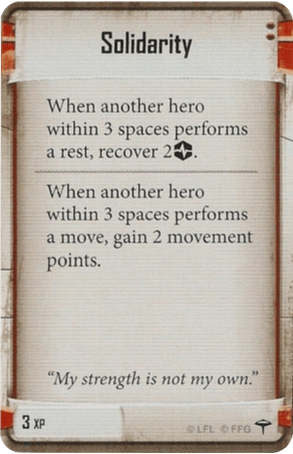 Solidarity
When another hero
within 3 spaces performs
a rest, recover 2.
When another hero
within 3 spaces performs
a move, gain 2 movement
points.
“My strength is not my own.”
3 XP
© LFL © FFG